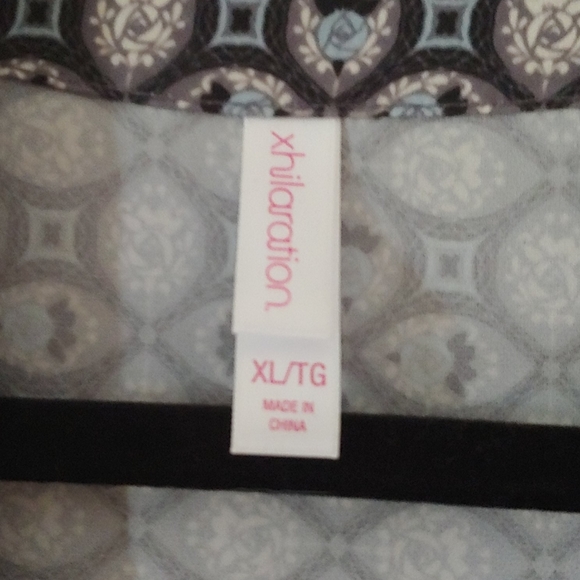 xhilaration
XL/TG
MADE IN
CHINA